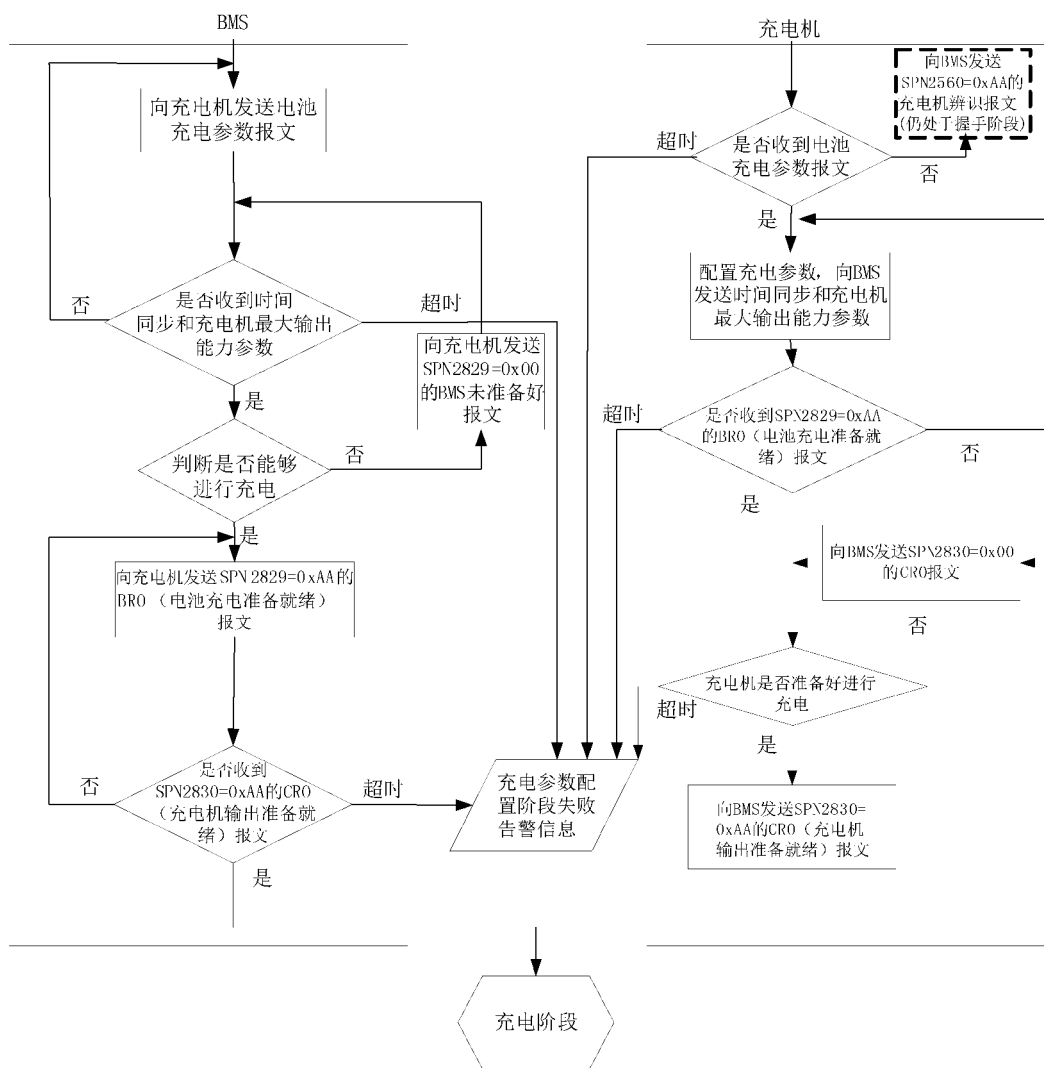 BMS
向充电机发送电池
充电参数报文
否
是否收到时间
同步和充电机最大输出
能力参数
超时
是
向充电机发送
SPN2829=0x00
的BMS未准备好
报文
判断是否能够
进行充电
否
是
向充电机发送SPN2829=0xAA的
BRO（电池充电准备就绪）
报文
否
是否收到
SPN2830=0xAA的CRO
（充电机输出准备就
绪）报文
超时
是
充电参数配
置阶段失败
告警信息
充电机
向BMS发送
SPN2560=0xAA的
充电机辨识报文
(仍处于握手阶段)
超时
是否收到电池
充电参数报文
否
是
配置充电参数，向BMS
发送时间同步和充电机
最大输出能力参数
超时
是否收到SPN2829=0xAA
的BRO（电池充电准备就
绪）报文
否
是
向BMS发送SPN2830=0x00
的CRO报文
否
充电机是否准备好进行
充电
超时
是
向BMS发送SPN2830=
0xAA的CRO（充电机
输出准备就绪）报文
充电阶段